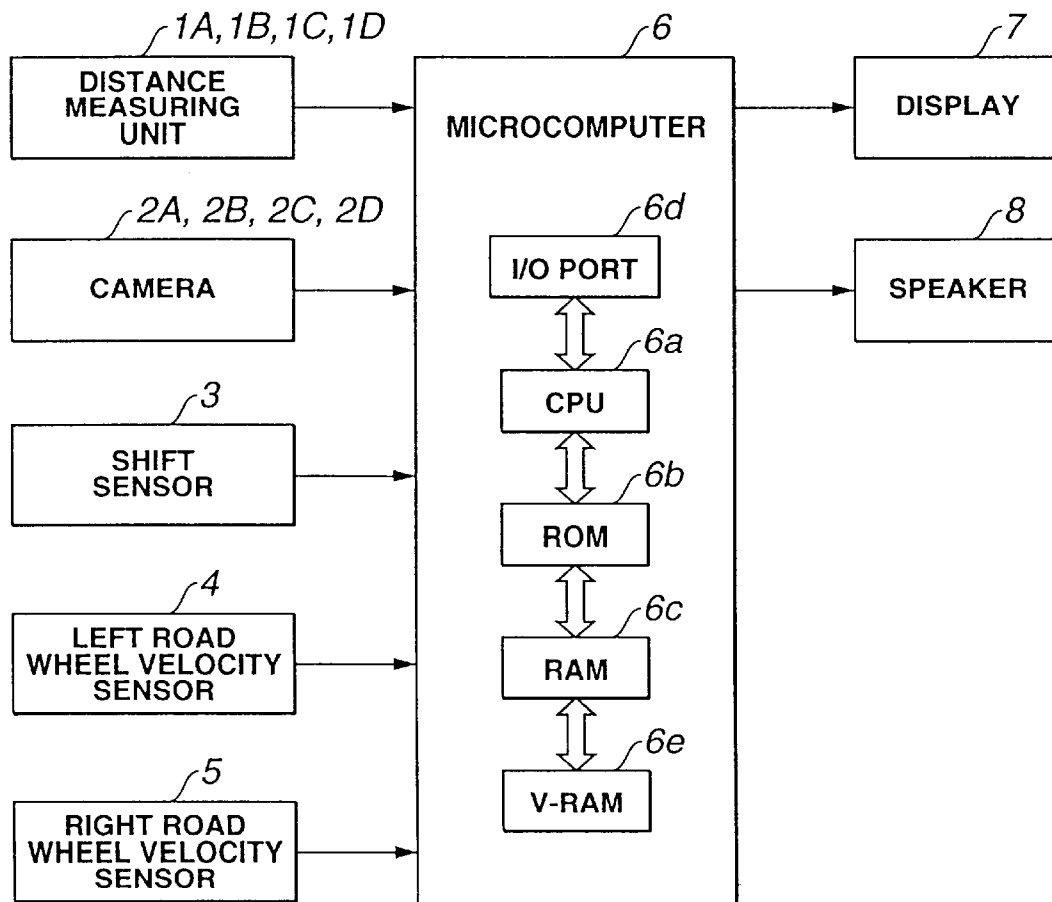 1A,1B,1C,1D
DISTANCE
MEASURING
UNIT
2A, 2B, 2C, 2D
CAMERA
3
SHIFT
SENSOR
4
LEFT ROAD
WHEEL VELOCITY
SENSOR
5
RIGHT ROAD
WHEEL VELOCITY
SENSOR
6
MICROCOMPUTER
6d
I/O PORT
6a
CPU
6b
ROM
6c
RAM
6e
V-RAM
7
DISPLAY
8
SPEAKER